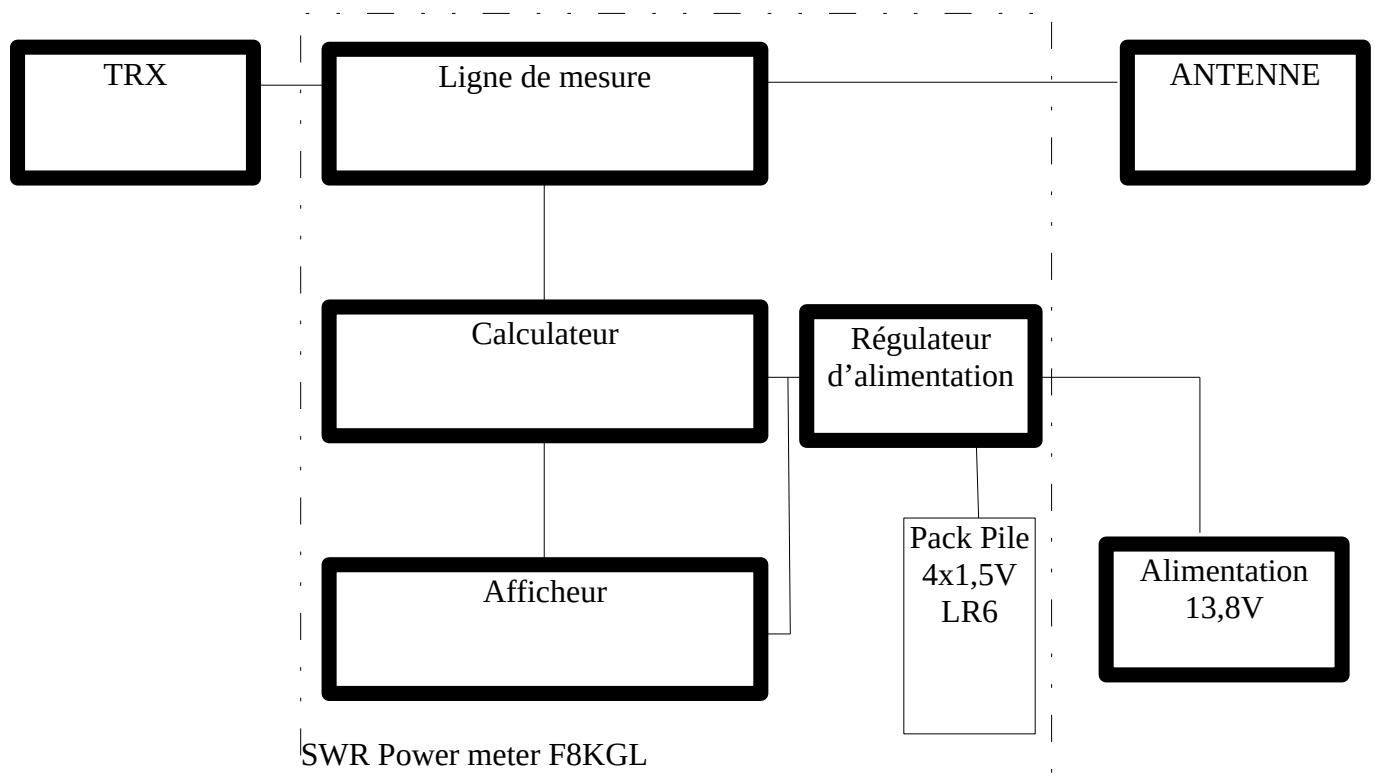 TRX
Ligne de mesure
ANTENNE
Calculateur
Régulateur
d’alimentation
Afficheur
Pack Pile
4x1,5V
LR6
Alimentation
13,8V
SWR Power meter F8KGL